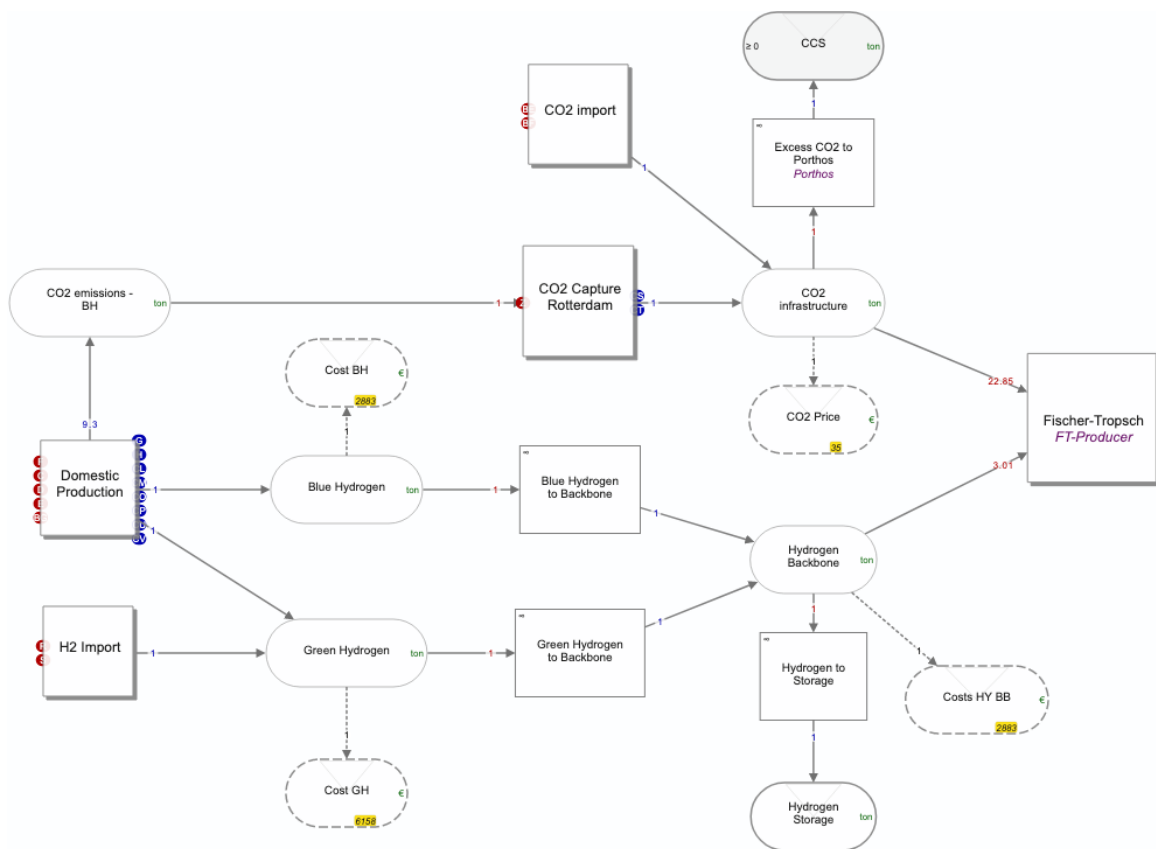 CCS
≥ 0
ton
1
CO2 import
1
Excess CO2 to
Porthos
Porthos
1
CO2 emissions -
BH
ton
1
CO2 Capture
Rotterdam
1
CO2
infrastructure
ton
Cost BH
€
2883
1
CO2 Price
€
35
1
22.85
Fischer-Tropsch
FT-Producer
3.01
9.3
Domestic
Production
1
1
Blue Hydrogen
ton
1
Blue Hydrogen
to Backbone
1
Hydrogen
Backbone
ton
H2 Import
1
Green Hydrogen
ton
1
Green Hydrogen
to Backbone
1
1
Hydrogen to
Storage
1
Costs HY BB
€
2883
1
Cost GH
€
6158
1
Hydrogen
Storage
ton